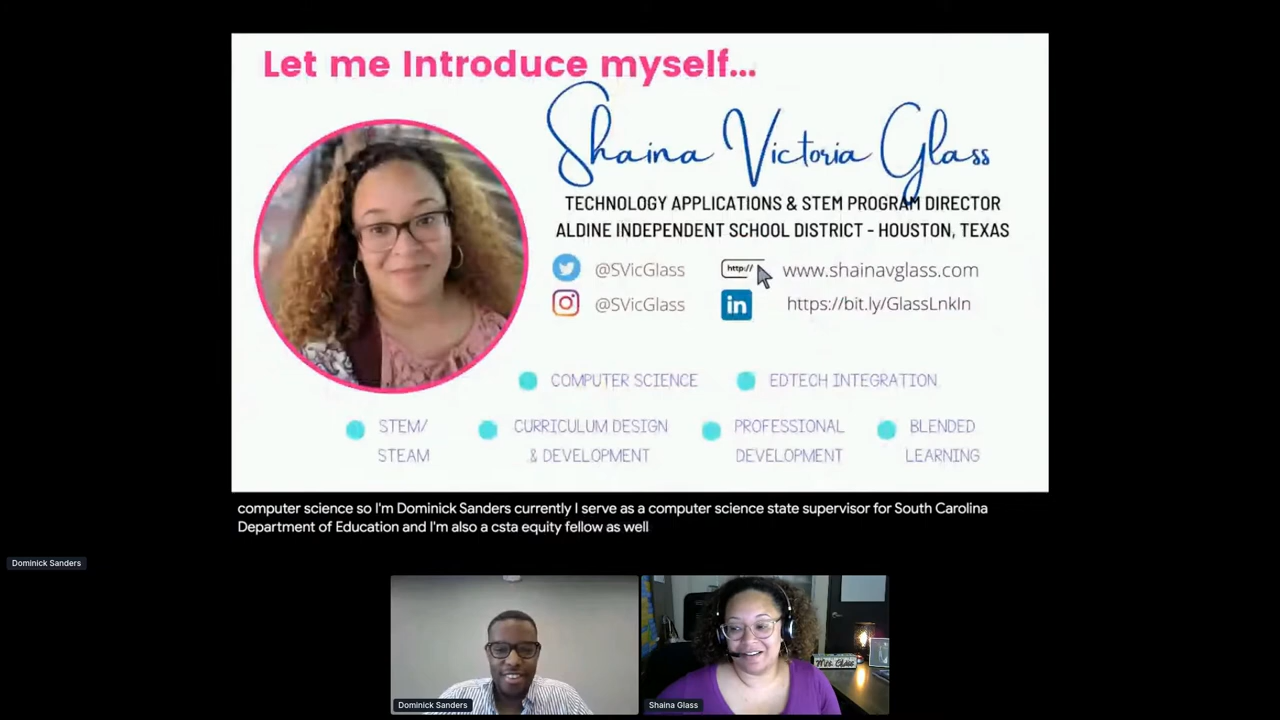 Let me Introduce myself...
Shaina Victoria Glass
TECHNOLOGY APPLICATIONS & STEM PROGRAM DIRECTOR
ALDINE INDEPENDENT SCHOOL DISTRICT - HOUSTON, TEXAS
@SVicGlass
http://
www.shainavglass.com
@SVicGlass
in
https://bit.ly/GlassLnkIn
COMPUTER SCIENCE
EDTECH INTEGRATION
STEM/
STEAM
CURRICULUM DESIGN
& DEVELOPMENT
PROFESSIONAL
DEVELOPMENT
BLENDED
LEARNING
computer science so I'm Dominick Sanders currently I serve as a computer science state supervisor for South Carolina
Department of Education and I'm also a csta equity fellow as well
Dominick Sanders
Dominick Sanders
Shaina Glass
Mrs. Glass